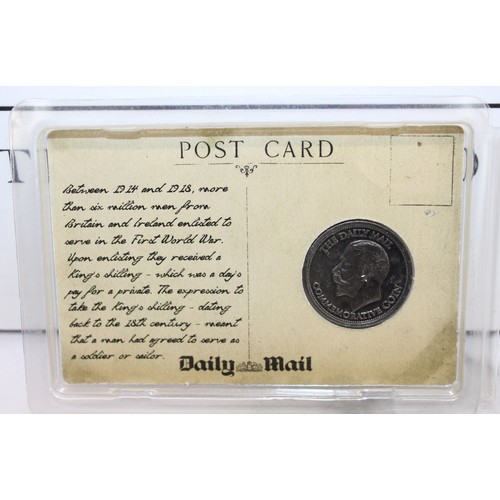 POST CARD
Between 1914 and 1918, more
than six million men from
Britain and Ireland enlisted to
serve in the First World War.
Upon enlisting they received a
King's shilling - which was a day's
pay for a private. The expression to
take the King's shilling - dating
back to the 18th century - meant
that a man had agreed to serve as
a soldier or sailor.
THE DAILY MAIL
COMMEMORATIVE COIN
Daily Mail